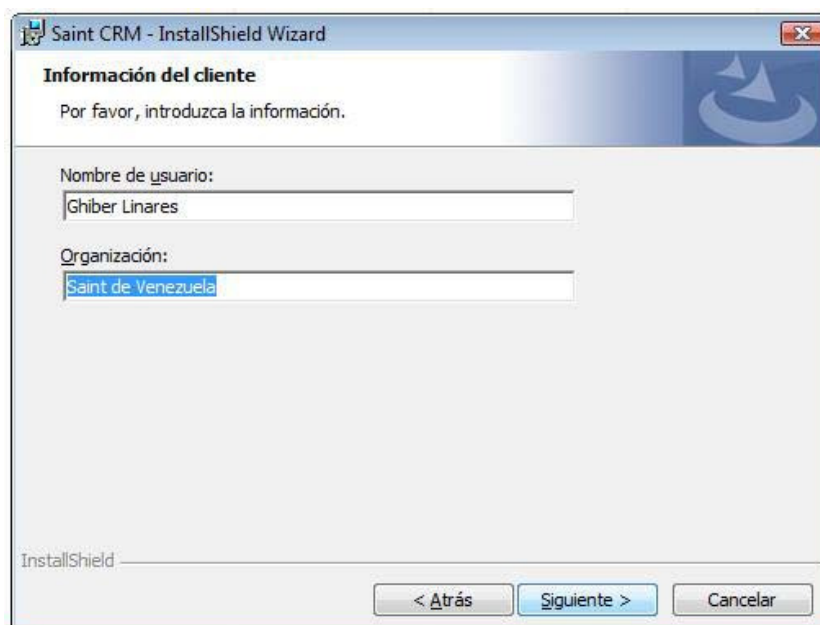 Saint CRM - InstallShield Wizard
Información del cliente
Por favor, introduzca la información.
Nombre de usuario:
Ghiber Linares
Organización:
Saint de Venezuela
InstallShield
< Atrás
Siguiente >
Cancelar